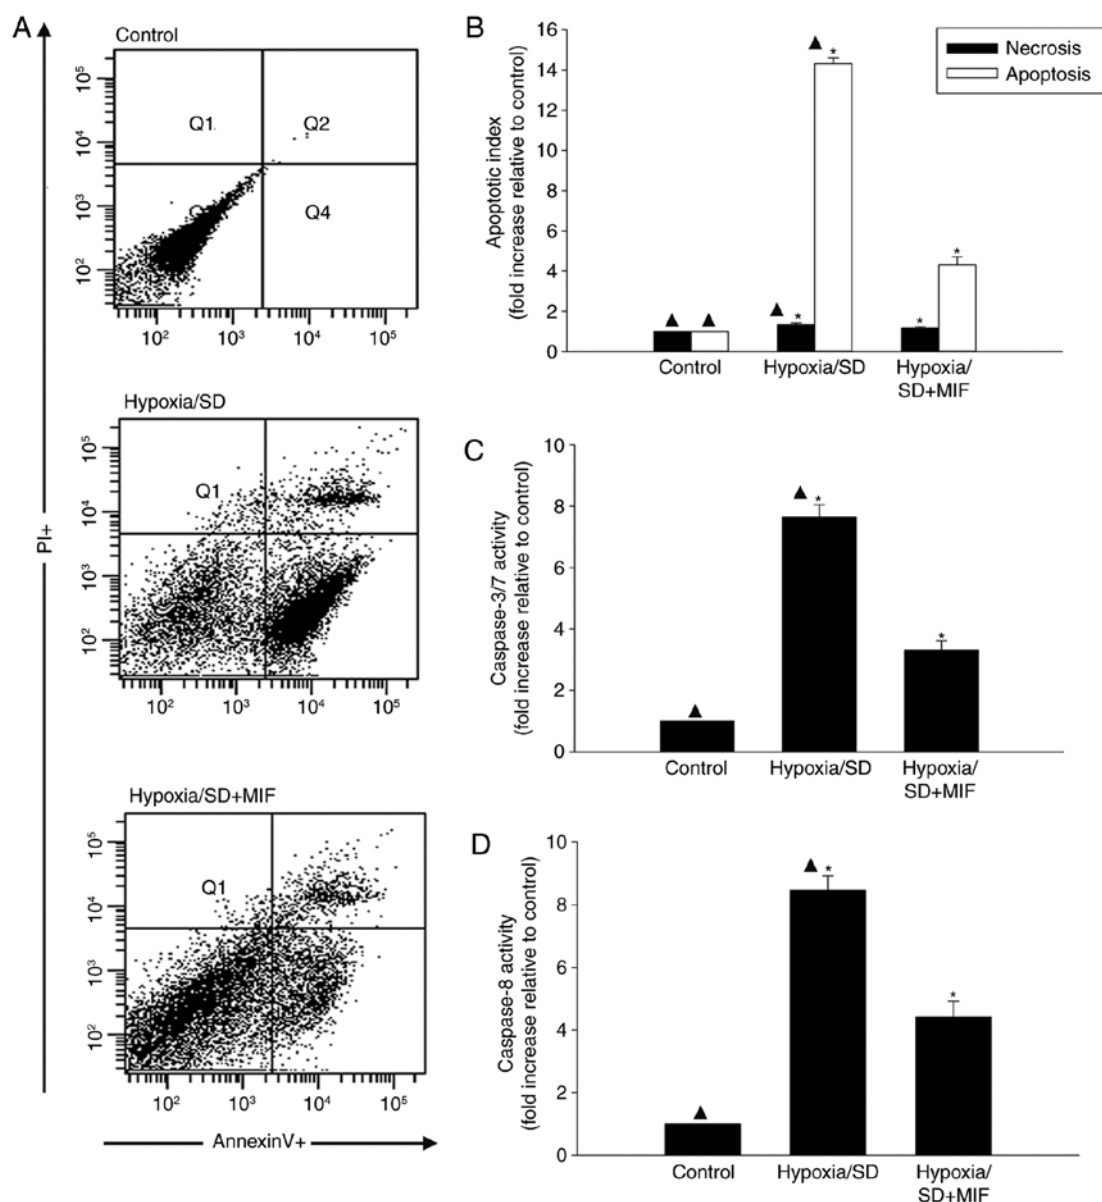 A
Control
Q1
Q2
Q4
10⁵
10⁴
10³
10²
10² 10³ 10⁴ 10⁵
Hypoxia/SD
Q1
10⁵
10⁴
10³
10²
10² 10³ 10⁴ 10⁵
Hypoxia/SD+MIF
Q1
10⁵
10⁴
10³
10²
10² 10³ 10⁴ 10⁵
PI+
AnnexinV+
B
Apoptotic index
(fold increase relative to control)
16
14
12
10
8
6
4
2
0
Necrosis
Apoptosis
▲ ▲ ▲ * ▲ * * *
Control
Hypoxia/SD
Hypoxia/
SD+MIF
C
Caspase-3/7 activity
(fold increase relative to control)
10
8
6
4
2
0
▲ ▲ * *
Control
Hypoxia/SD
Hypoxia/
SD+MIF
D
Caspase-8 activity
(fold increase relative to control)
10
8
6
4
2
0
▲ ▲ * *
Control
Hypoxia/SD
Hypoxia/
SD+MIF